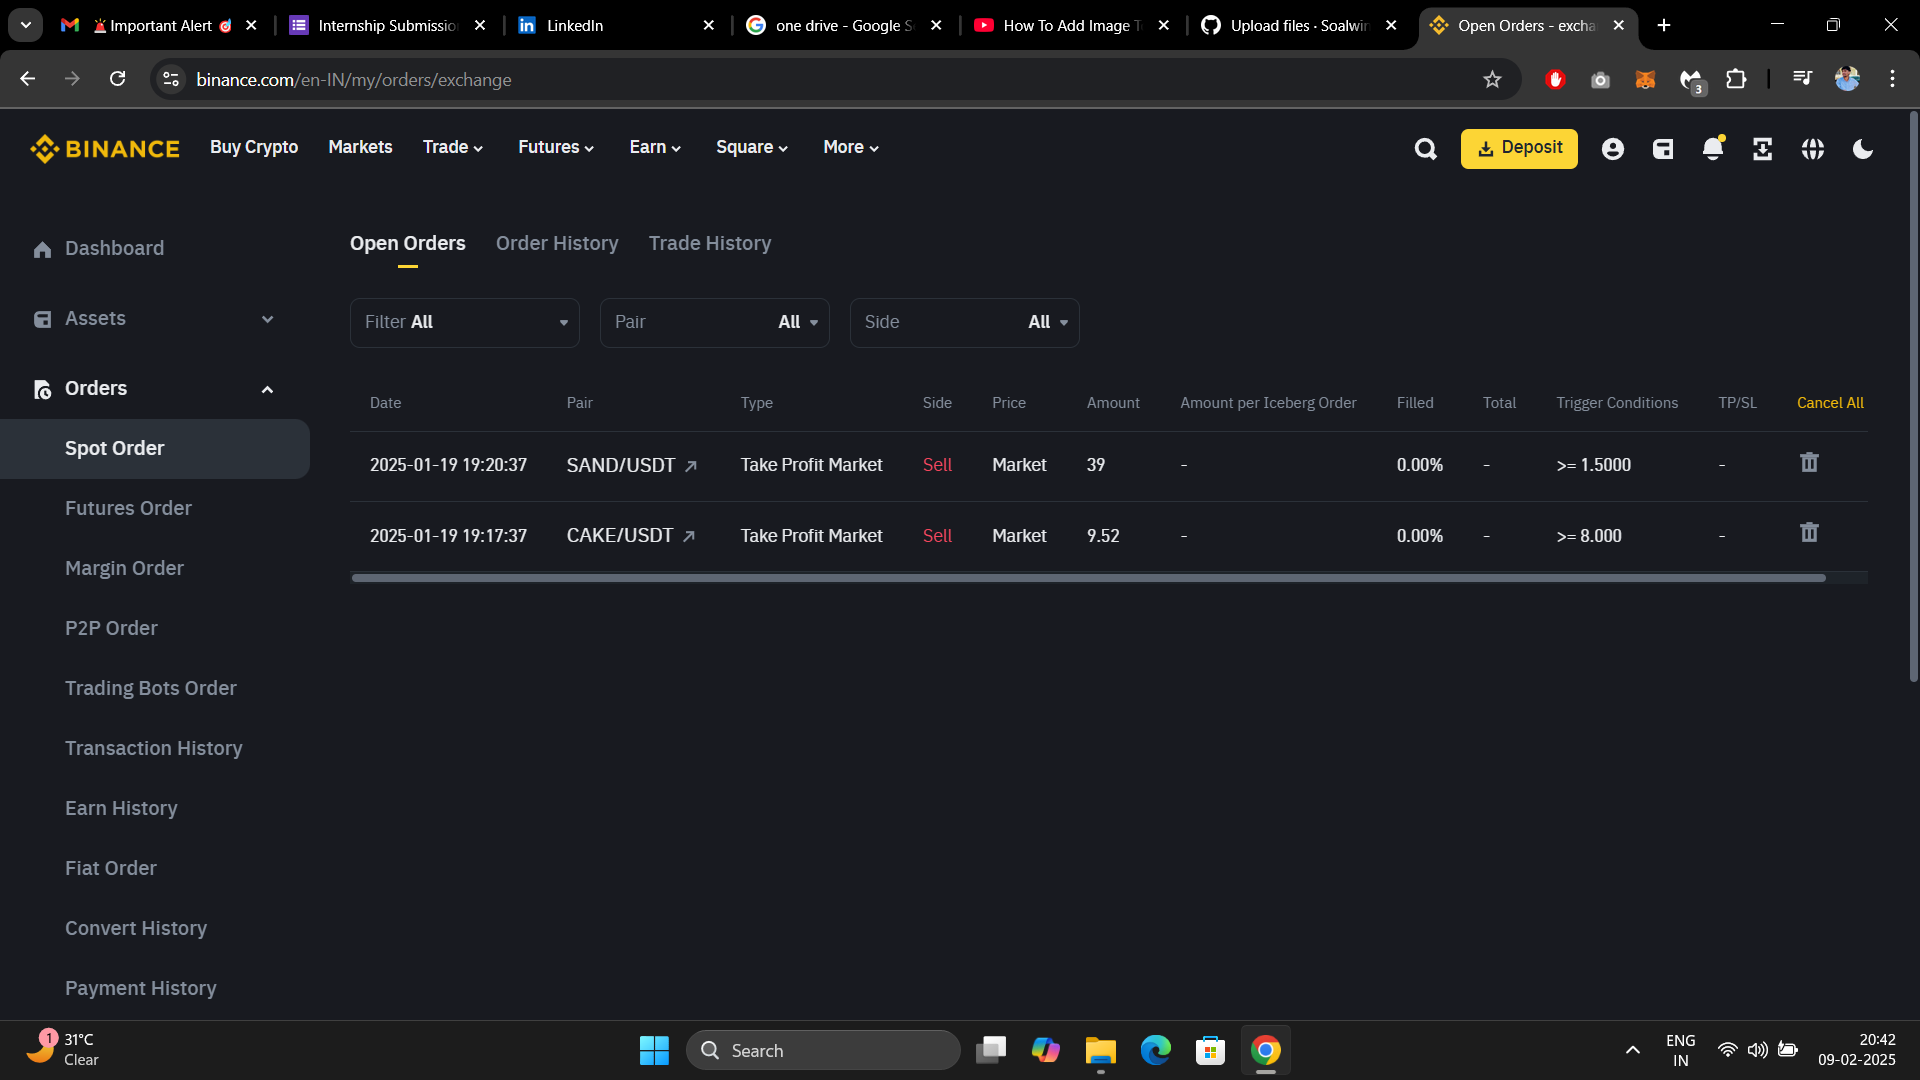 🚨Important Alert 🎯
Internship Submissio
LinkedIn
one drive - Google S
How To Add Image T
Upload files · Soalwin
Open Orders - excha
binance.com/en-IN/my/orders/exchange
3
BINANCE
Buy Crypto
Markets
Trade
Futures
Earn
Square
More
Deposit
Dashboard
Assets
Orders
Spot Order
Futures Order
Margin Order
P2P Order
Trading Bots Order
Transaction History
Earn History
Fiat Order
Convert History
Payment History
Open Orders Order History Trade History
Filter All
Pair All
Side All
Date Pair Type Side Price Amount Amount per Iceberg Order Filled Total Trigger Conditions TP/SL Cancel All
2025-01-19 19:20:37 SAND/USDT Take Profit Market Sell Market 39 - 0.00% - >= 1.5000 -
2025-01-19 19:17:37 CAKE/USDT Take Profit Market Sell Market 9.52 - 0.00% - >= 8.000 -
1
31°C
Clear
Search
ENG
IN
20:42
09-02-2025